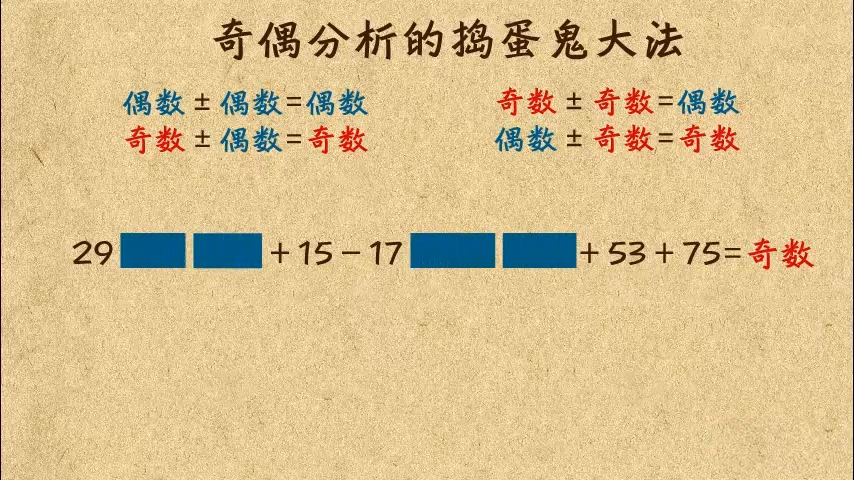 奇偶分析的捣蛋鬼大法
偶数±偶数=偶数 奇数±奇数=偶数
奇数±偶数=奇数 偶数±奇数=奇数
29 +15-17 +53+75=奇数